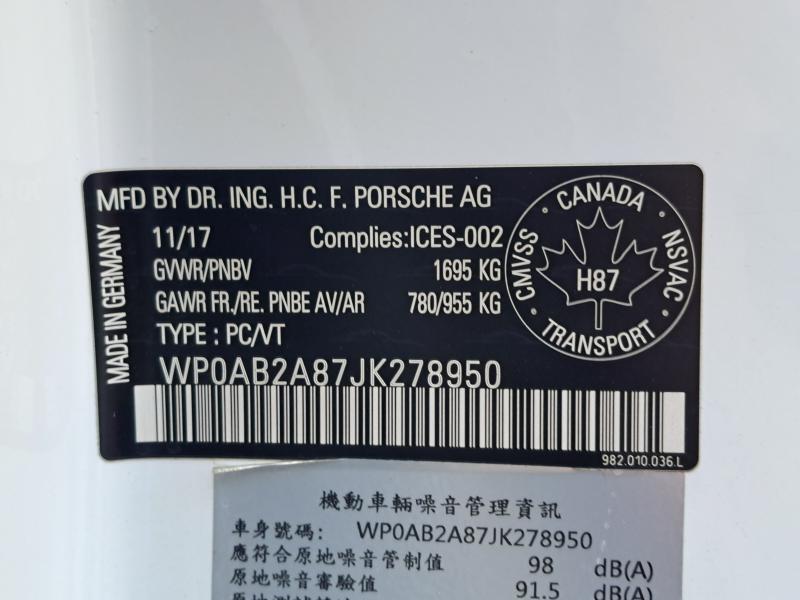 MFD BY DR. ING. H.C. F. PORSCHE AG
MADE IN GERMANY
11/17 Complies:ICES-002
GVWR/PNBV 1695 KG
GAWR FR./RE. PNBE AV/AR 780/955 KG
TYPE : PC/VT
WP0AB2A87JK278950
CANADA
CMVSS · NSVAC
H87
TRANSPORT
982.010.036.L
機動車輛噪音管理資訊
車身號碼: WP0AB2A87JK278950
應符合原地噪音管制值 98 dB(A)
原地噪音審驗值 91.5 dB(A)